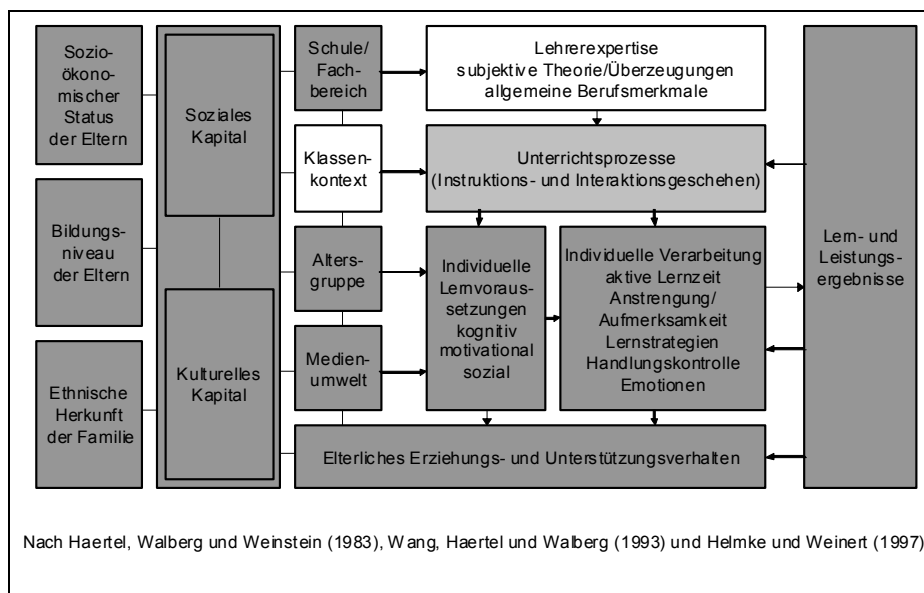 Sozio-
ökono-
mischer
Status
der Eltern
Bildungs-
niveau
der Eltern
Ethnische
Herkunft
der Familie
Soziales
Kapital
Kulturelles
Kapital
Schule/
Fach-
bereich
Klassen-
kontext
Alters-
gruppe
Medien-
umwelt
Lehrerexpertise
subjektive Theorie/Überzeugungen
allgemeine Berufsmerkmale
Unterrichtsprozesse
(Instruktions- und Interaktionsgeschehen)
Individuelle
Lernvoraus-
setzungen
kognitiv
motivational
sozial
Individuelle Verarbeitung
aktive Lernzeit
Anstrengung/
Aufmerksamkeit
Lernstrategien
Handlungskontrolle
Emotionen
Elterliches Erziehungs- und Unterstützungsverhalten
Lern- und
Leistungs-
ergebnisse
Nach Haertel, Walberg und Weinstein (1983), Wang, Haertel und Walberg (1993) und Helmke und Weinert (1997)